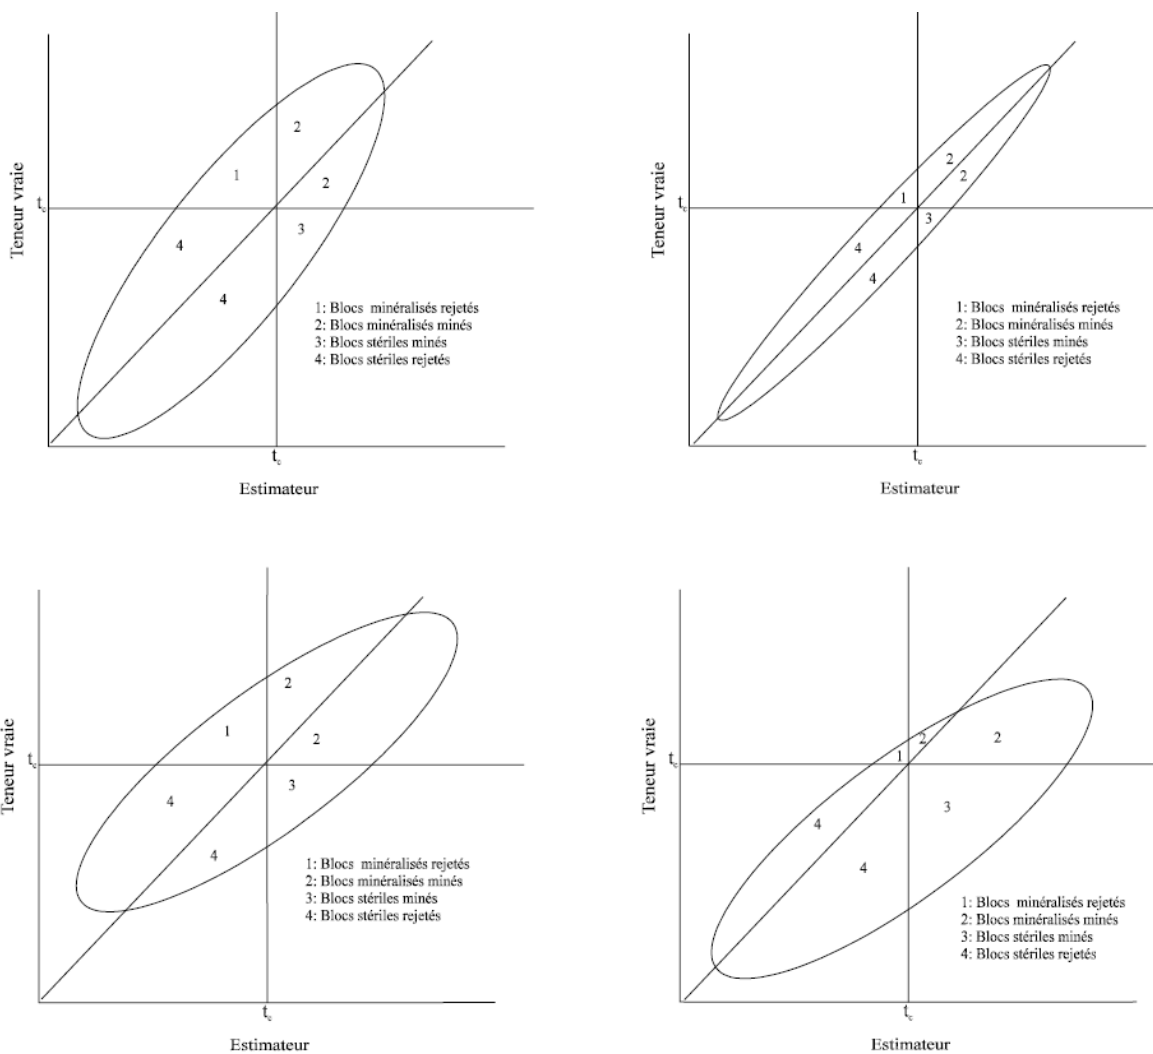 Teneur vraie
t_c
1
2
2
3
4
4
1: Blocs minéralisés rejetés
2: Blocs minéralisés minés
3: Blocs stériles minés
4: Blocs stériles rejetés
t_c
Estimateur
Teneur vraie
t_c
1
2
2
3
4
4
1: Blocs minéralisés rejetés
2: Blocs minéralisés minés
3: Blocs stériles minés
4: Blocs stériles rejetés
t_c
Estimateur
Teneur vraie
t_c
1
2
2
3
4
4
1: Blocs minéralisés rejetés
2: Blocs minéralisés minés
3: Blocs stériles minés
4: Blocs stériles rejetés
t_c
Estimateur
Teneur vraie
t_c
1
2
2
3
4
4
1: Blocs minéralisés rejetés
2: Blocs minéralisés minés
3: Blocs stériles minés
4: Blocs stériles rejetés
t_c
Estimateur